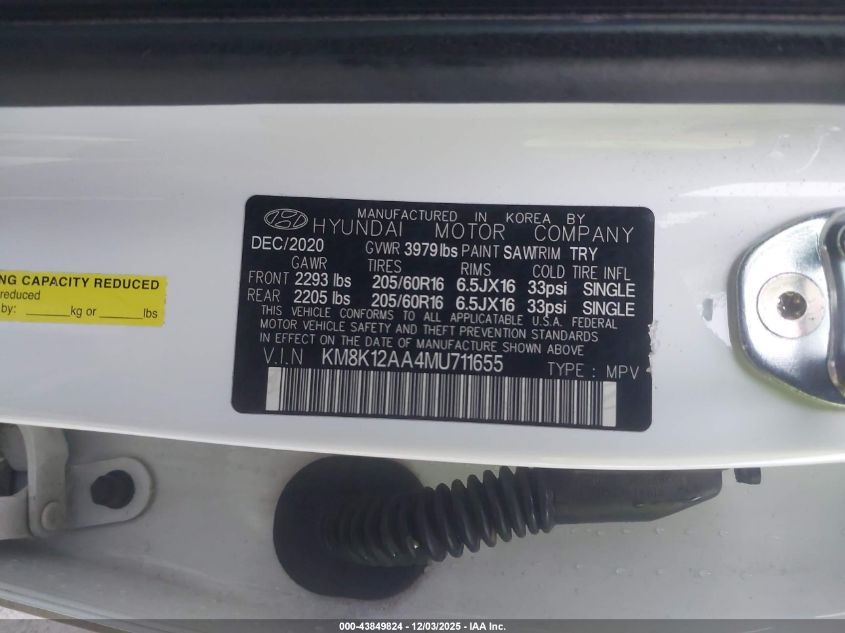 MANUFACTURED IN KOREA BY
HYUNDAI MOTOR COMPANY
DEC/2020 GVWR 3979 lbs PAINT SAW TRIM TRY
GAWR TIRES RIMS COLD TIRE INFL
FRONT 2293 lbs 205/60R16 6.5JX16 33psi SINGLE
REAR 2205 lbs 205/60R16 6.5JX16 33psi SINGLE
THIS VEHICLE CONFORMS TO ALL APPLICABLE U.S.A. FEDERAL
MOTOR VEHICLE SAFETY AND THEFT PREVENTION STANDARDS
IN EFFECT ON THE DATE OF MANUFACTURE SHOWN ABOVE
V.I.N KM8K12AA4MU711655 TYPE : MPV
NG CAPACITY REDUCED
reduced
by: ______kg or ______lbs
000-43849824 | 12/03/2025 - IAA Inc.